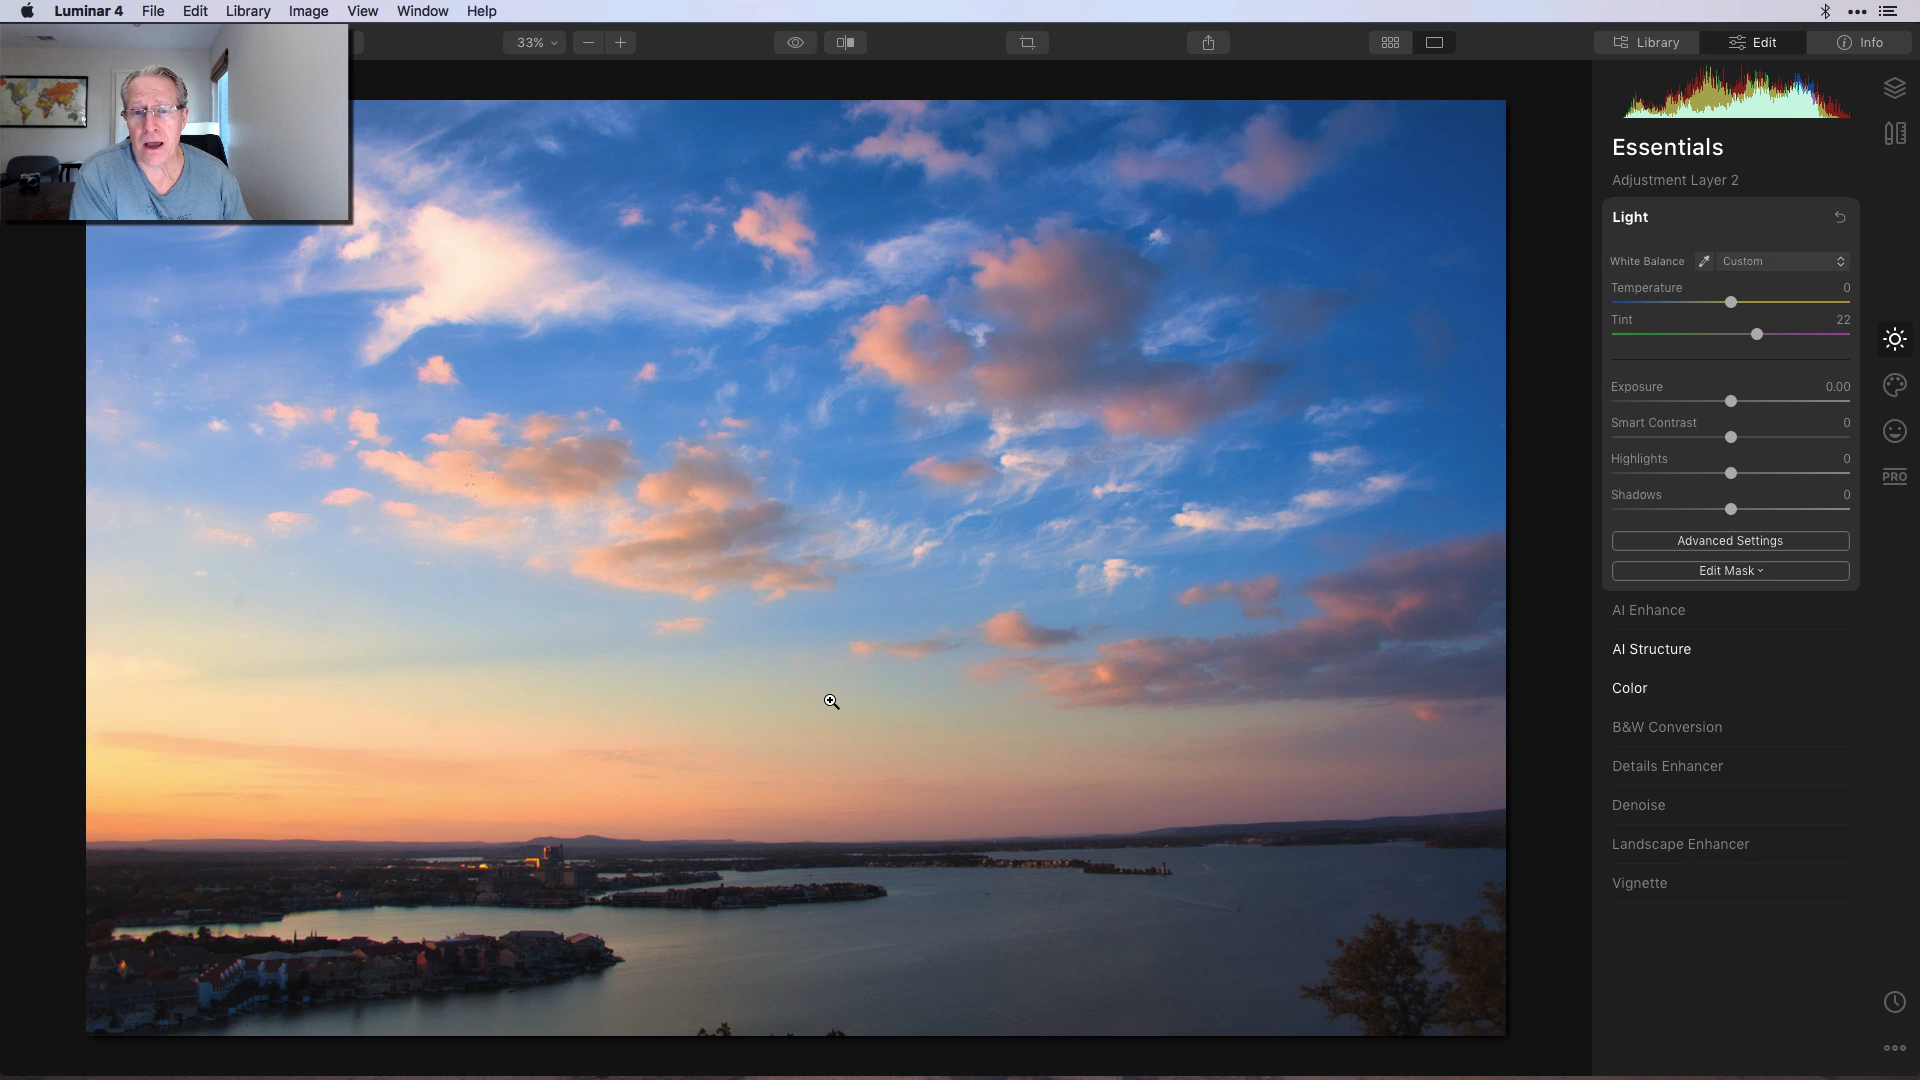 Luminar 4 File Edit Library Image View Window Help
33% Library Edit Info
Essentials
Adjustment Layer 2
Light
White Balance Custom
Temperature 0
Tint 22
Exposure 0.00
Smart Contrast 0
Highlights 0
Shadows 0
Advanced Settings
Edit Mask
AI Enhance
AI Structure
Color
B&W Conversion
Details Enhancer
Denoise
Landscape Enhancer
Vignette
PRO